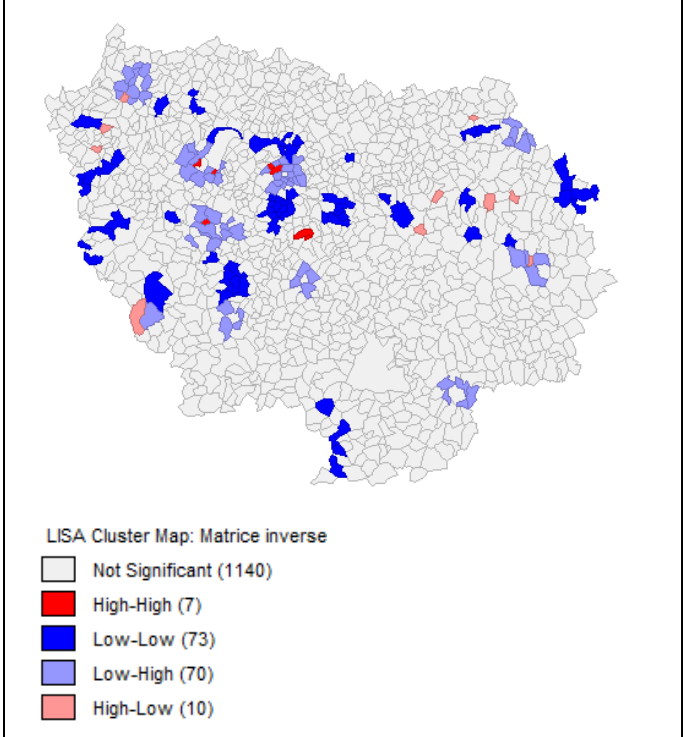 LISA Cluster Map: Matrice inverse
Not Significant (1140)
High-High (7)
Low-Low (73)
Low-High (70)
High-Low (10)